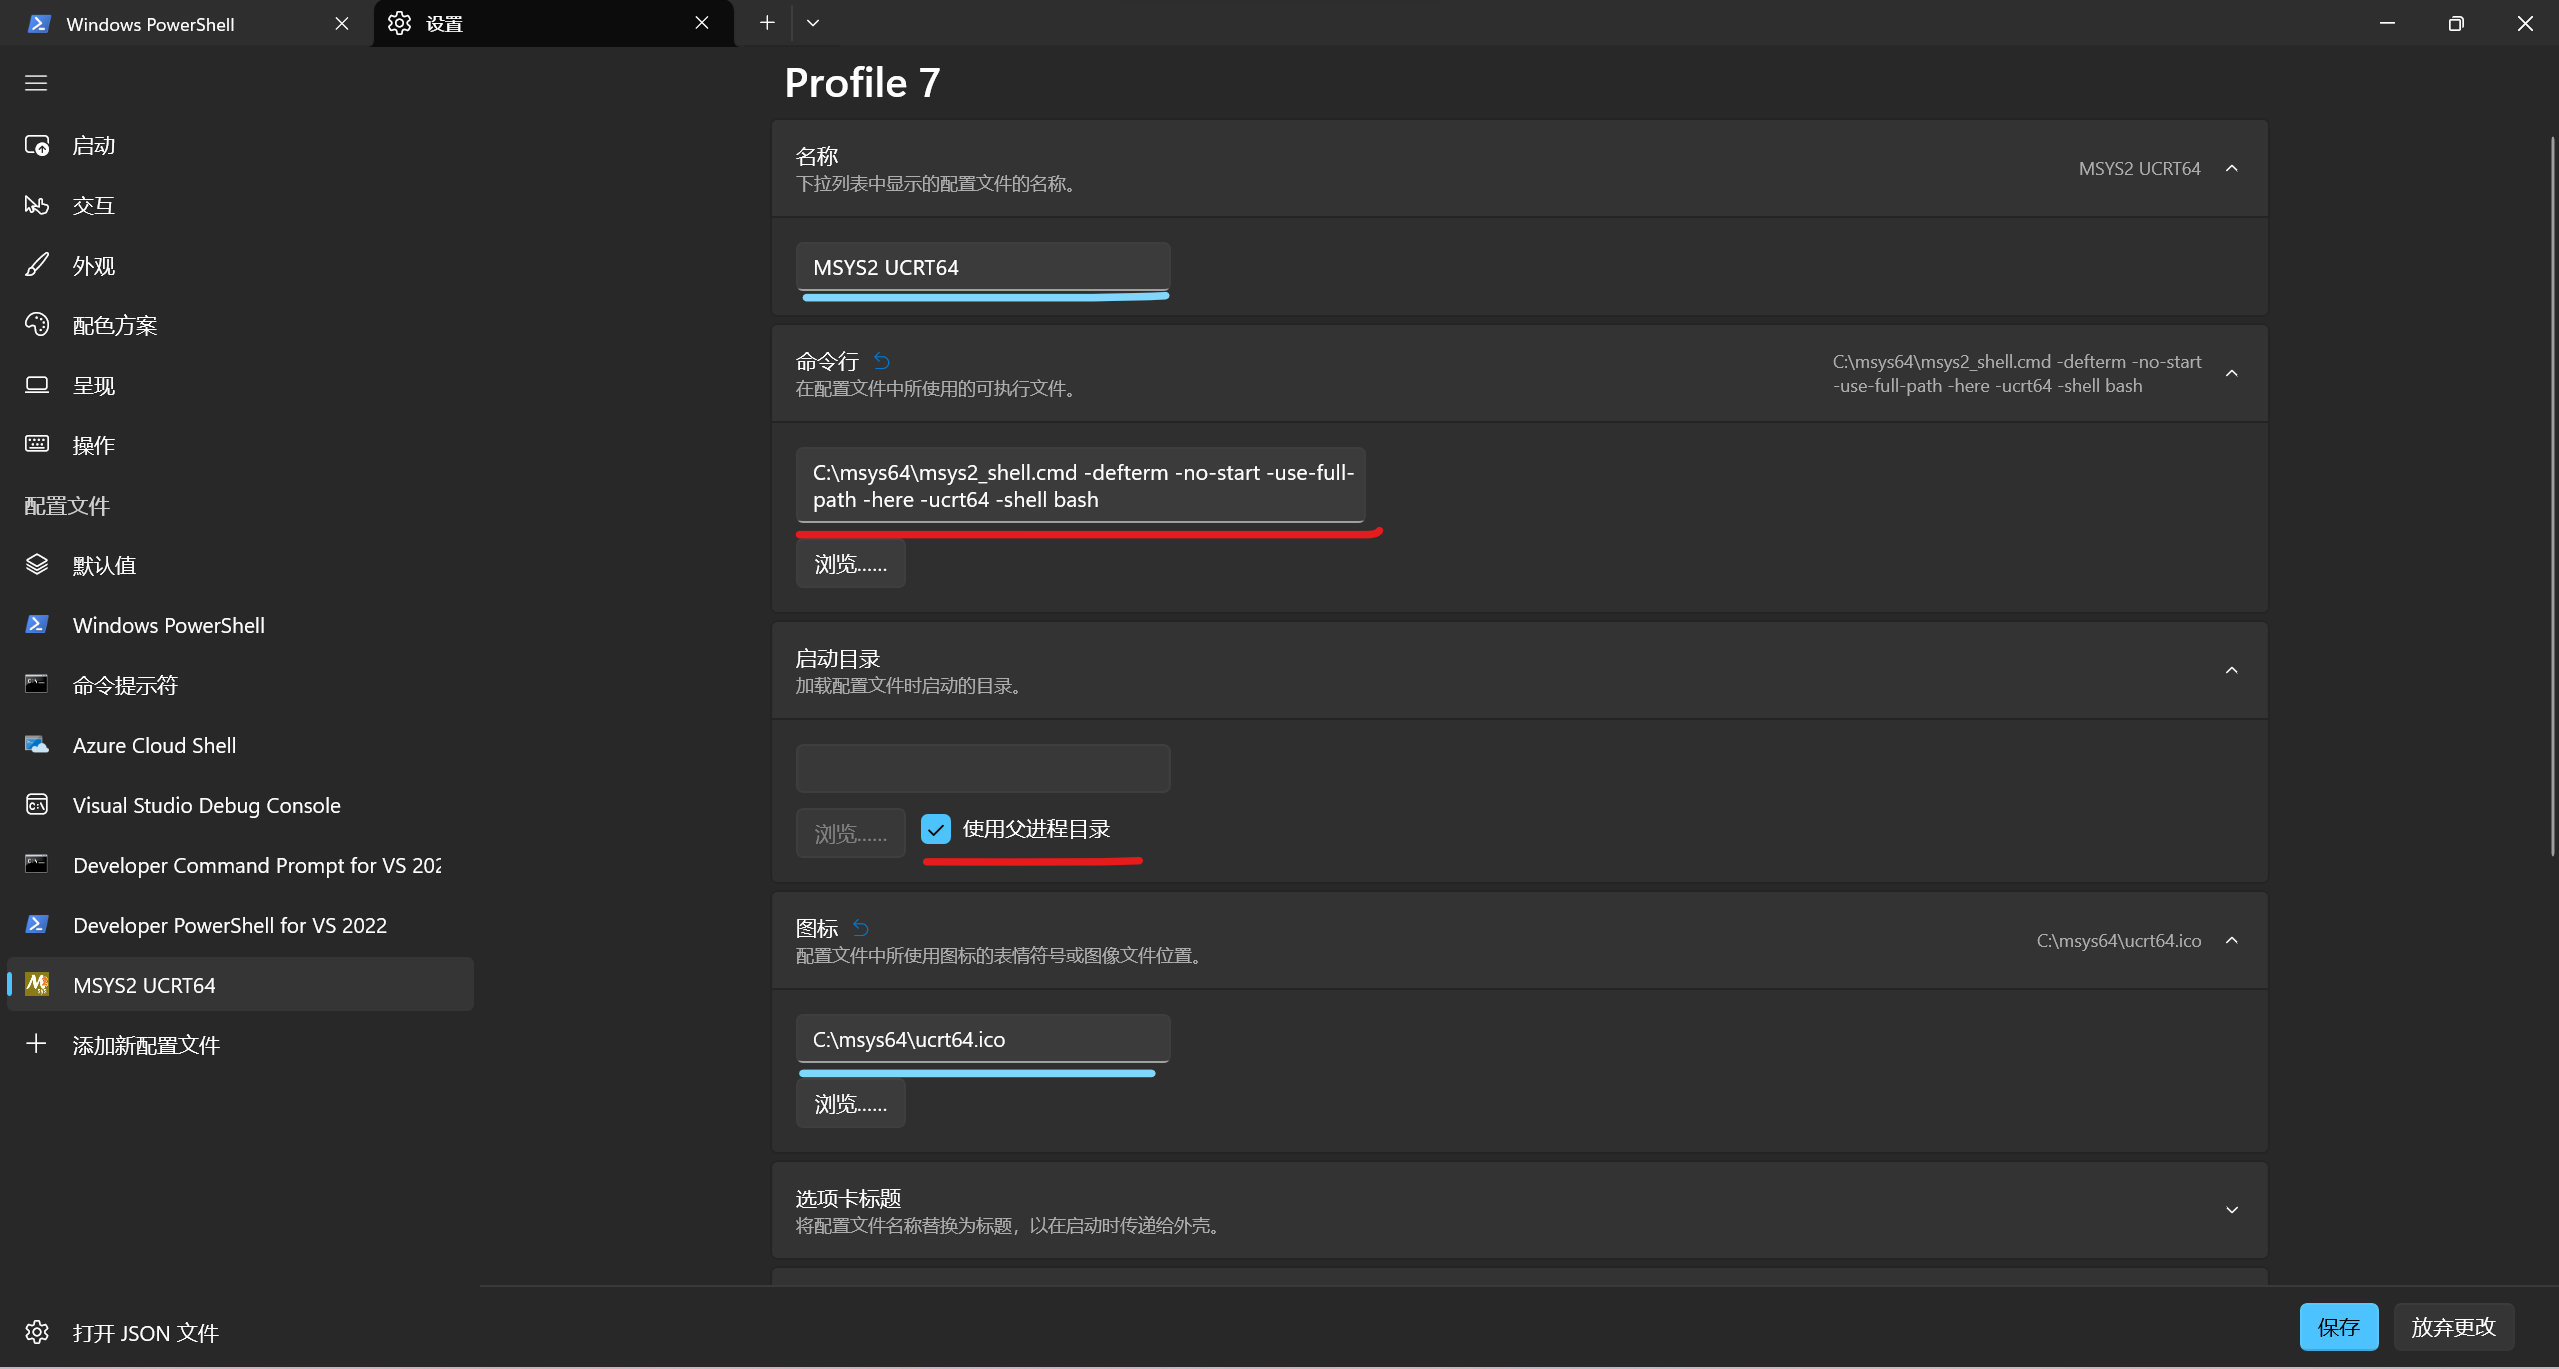 Windows PowerShell
设置
启动
交互
外观
配色方案
呈现
操作
配置文件
默认值
Windows PowerShell
命令提示符
Azure Cloud Shell
Visual Studio Debug Console
Developer Command Prompt for VS 202
Developer PowerShell for VS 2022
MSYS2 UCRT64
添加新配置文件
打开 JSON 文件
Profile 7
名称
下拉列表中显示的配置文件的名称。
MSYS2 UCRT64
MSYS2 UCRT64
命令行
在配置文件中所使用的可执行文件。
C:\msys64\msys2_shell.cmd -defterm -no-start
-use-full-path -here -ucrt64 -shell bash
C:\msys64\msys2_shell.cmd -defterm -no-start -use-full-
path -here -ucrt64 -shell bash
浏览......
启动目录
加载配置文件时启动的目录。
浏览......
使用父进程目录
图标
配置文件中所使用图标的表情符号或图像文件位置。
C:\msys64\ucrt64.ico
C:\msys64\ucrt64.ico
浏览......
选项卡标题
将配置文件名称替换为标题，以在启动时传递给外壳。
保存
放弃更改